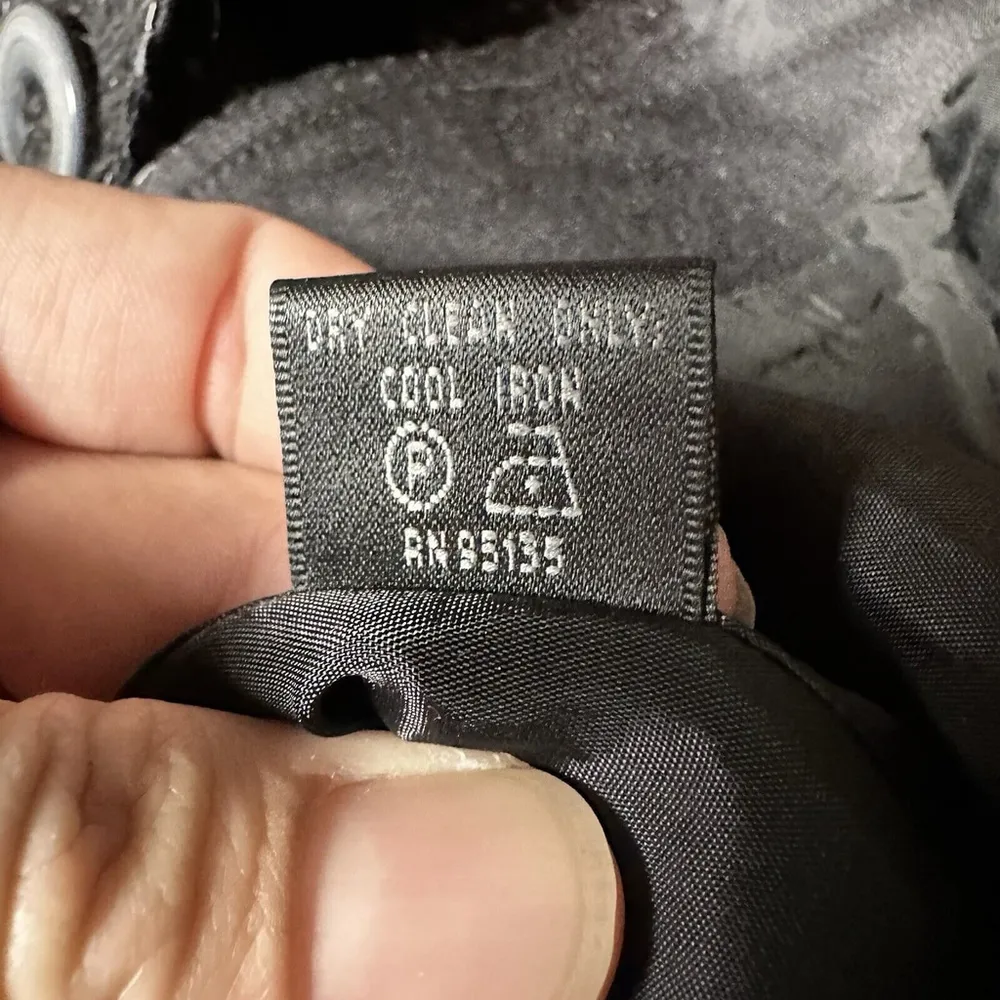 DRY CLEAN ONLY.
COOL IRON
P
RN 95135